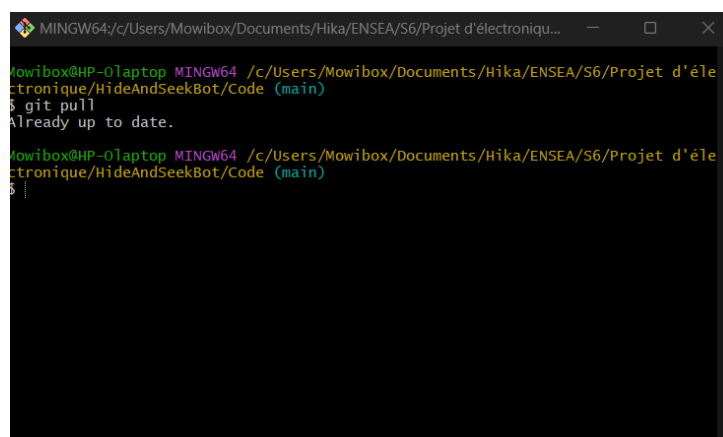 MINGW64:/c/Users/Mowibox/Documents/Hika/ENSEA/S6/Projet d'électroniqu...
Mowibox@HP-Olaptop MINGW64 /c/Users/Mowibox/Documents/Hika/ENSEA/S6/Projet d'éle
ctronique/HideAndSeekBot/Code (main)
$ git pull
Already up to date.
Mowibox@HP-Olaptop MINGW64 /c/Users/Mowibox/Documents/Hika/ENSEA/S6/Projet d'éle
ctronique/HideAndSeekBot/Code (main)
$